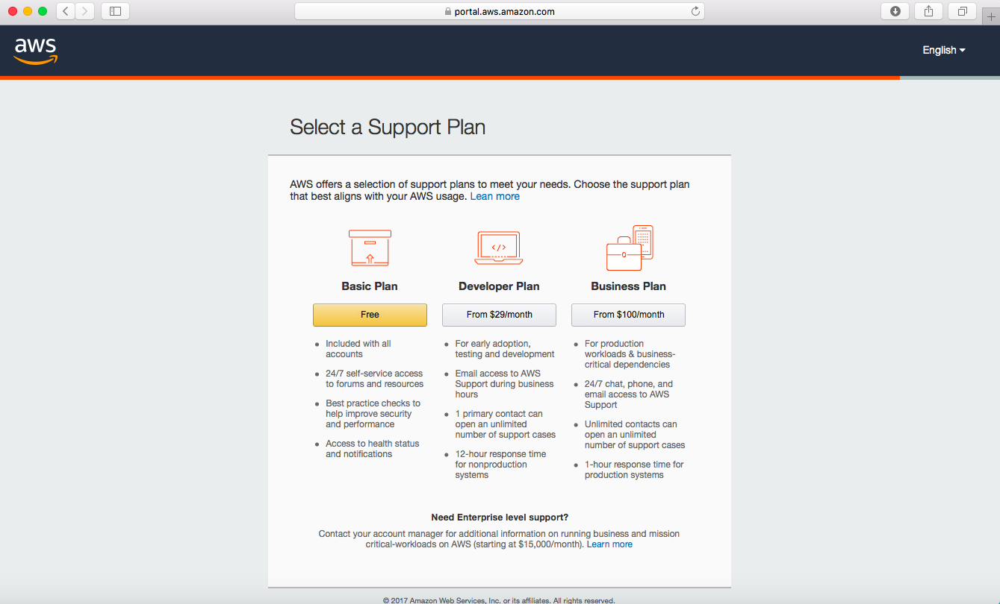 portal.aws.amazon.com
aws
English
Select a Support Plan
AWS offers a selection of support plans to meet your needs. Choose the support plan
that best aligns with your AWS usage. Lean more
</>
Basic Plan
Free
Included with all
accounts
24/7 self-service access
to forums and resources
Best practice checks to
help improve security
and performance
Access to health status
and notifications
Developer Plan
From $29/month
For early adoption,
testing and development
Email access to AWS
Support during business
hours
1 primary contact can
open an unlimited
number of support cases
12-hour response time
for nonproduction
systems
Business Plan
From $100/month
For production
workloads & business-
critical dependencies
24/7 chat, phone, and
email access to AWS
Support
Unlimited contacts can
open an unlimited
number of support cases
1-hour response time for
production systems
Need Enterprise level support?
Contact your account manager for additional information on running business and mission
critical-workloads on AWS (starting at $15,000/month). Learn more
© 2017 Amazon Web Services, Inc. or its affiliates. All rights reserved.